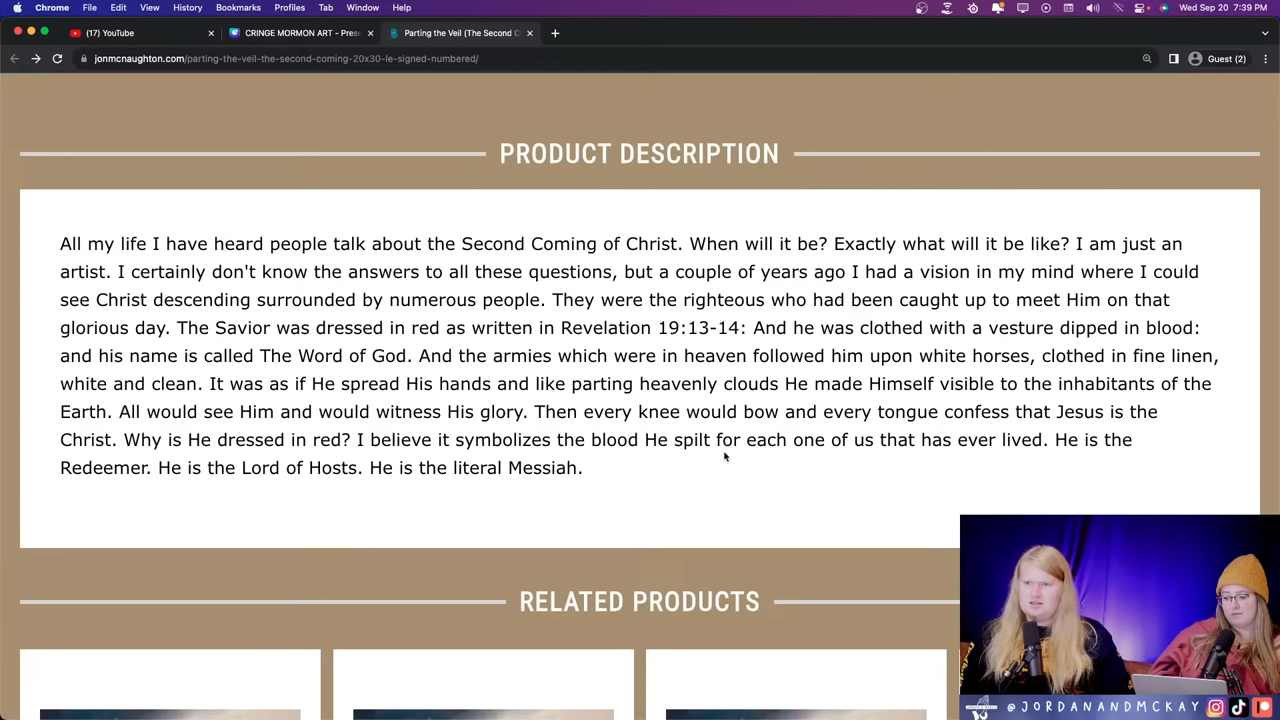 Chrome File Edit View History Bookmarks Profiles Tab Window Help Wed Sep 20 7:39 PM
(17) YouTube CRINGE MORMON ART - Prese Parting the Veil (The Second C
jonmcnaughton.com/parting-the-veil-the-second-coming-20x30-le-signed-numbered/ Guest (2)
PRODUCT DESCRIPTION
All my life I have heard people talk about the Second Coming of Christ. When will it be? Exactly what will it be like? I am just an
artist. I certainly don't know the answers to all these questions, but a couple of years ago I had a vision in my mind where I could
see Christ descending surrounded by numerous people. They were the righteous who had been caught up to meet Him on that
glorious day. The Savior was dressed in red as written in Revelation 19:13-14: And he was clothed with a vesture dipped in blood:
and his name is called The Word of God. And the armies which were in heaven followed him upon white horses, clothed in fine linen,
white and clean. It was as if He spread His hands and like parting heavenly clouds He made Himself visible to the inhabitants of the
Earth. All would see Him and would witness His glory. Then every knee would bow and every tongue confess that Jesus is the
Christ. Why is He dressed in red? I believe it symbolizes the blood He spilt for each one of us that has ever lived. He is the
Redeemer. He is the Lord of Hosts. He is the literal Messiah.
RELATED PRODUCTS
@JORDANANDMCKAY